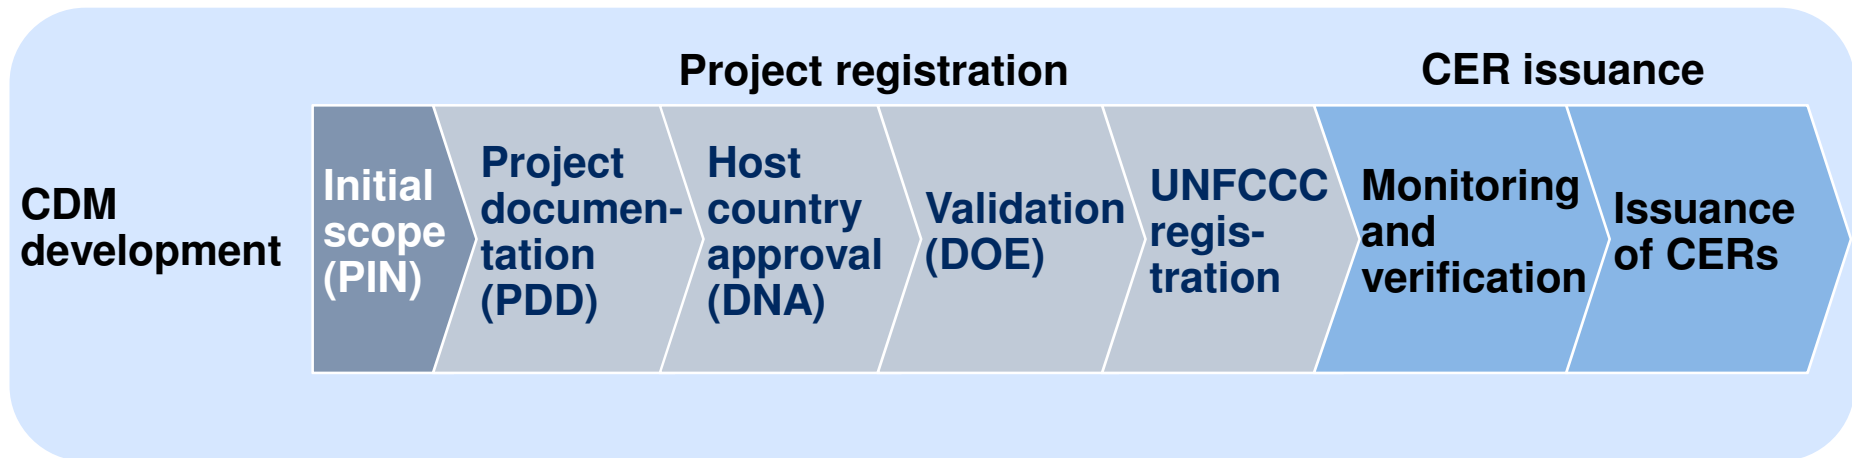 Project registration
CER issuance
CDM
development
Initial
scope
(PIN)
Project
documen-
tation
(PDD)
Host
country
approval
(DNA)
Validation
(DOE)
UNFCCC
regis-
tration
Monitoring
and
verification
Issuance
of CERs